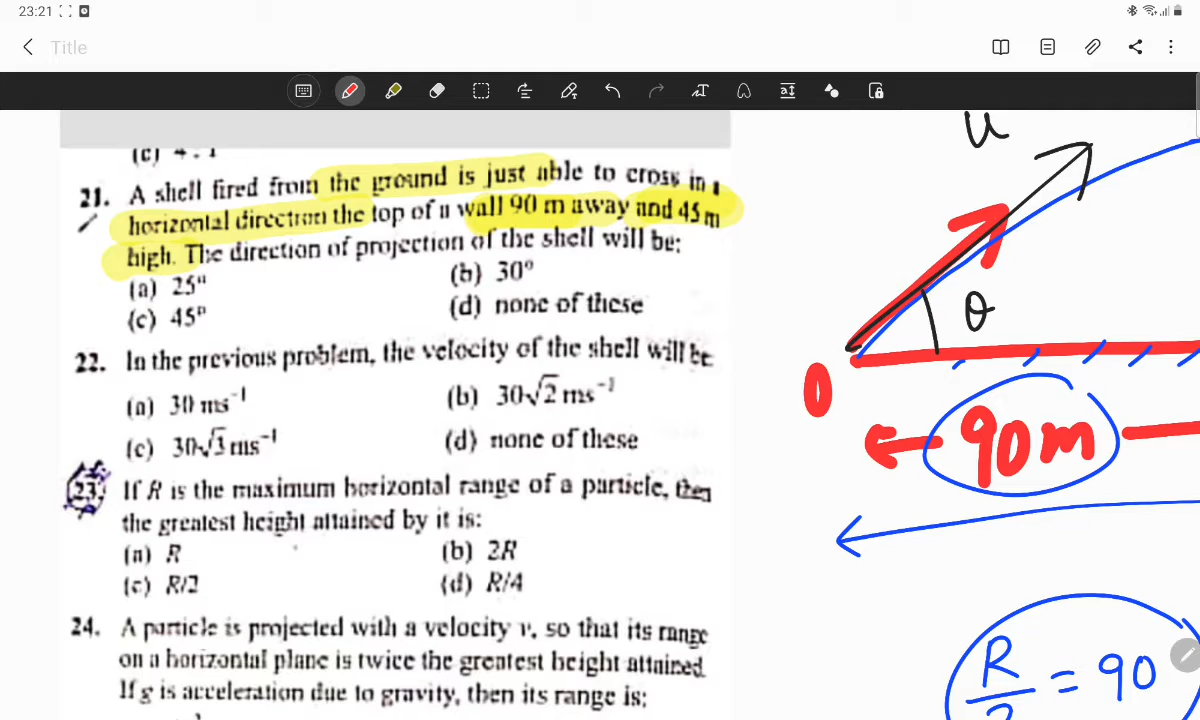 23:21
Title
(c) 4 : 1
21. A shell fired from the ground is just able to cross in a
horizontal direction the top of a wall 90 m away and 45 m
high. The direction of projection of the shell will be:
(a) 25° (b) 30°
(c) 45° (d) none of these
22. In the previous problem, the velocity of the shell will be
(a) 30 ms⁻¹ (b) 30√2 ms⁻¹
(c) 30√3 ms⁻¹ (d) none of these
23. If R is the maximum horizontal range of a particle, then
the greatest height attained by it is:
(a) R (b) 2R
(c) R/2 (d) R/4
24. A particle is projected with a velocity v, so that its range
on a horizontal plane is twice the greatest height attained.
If g is acceleration due to gravity, then its range is:
u
θ
O
90m
R/2 = 90